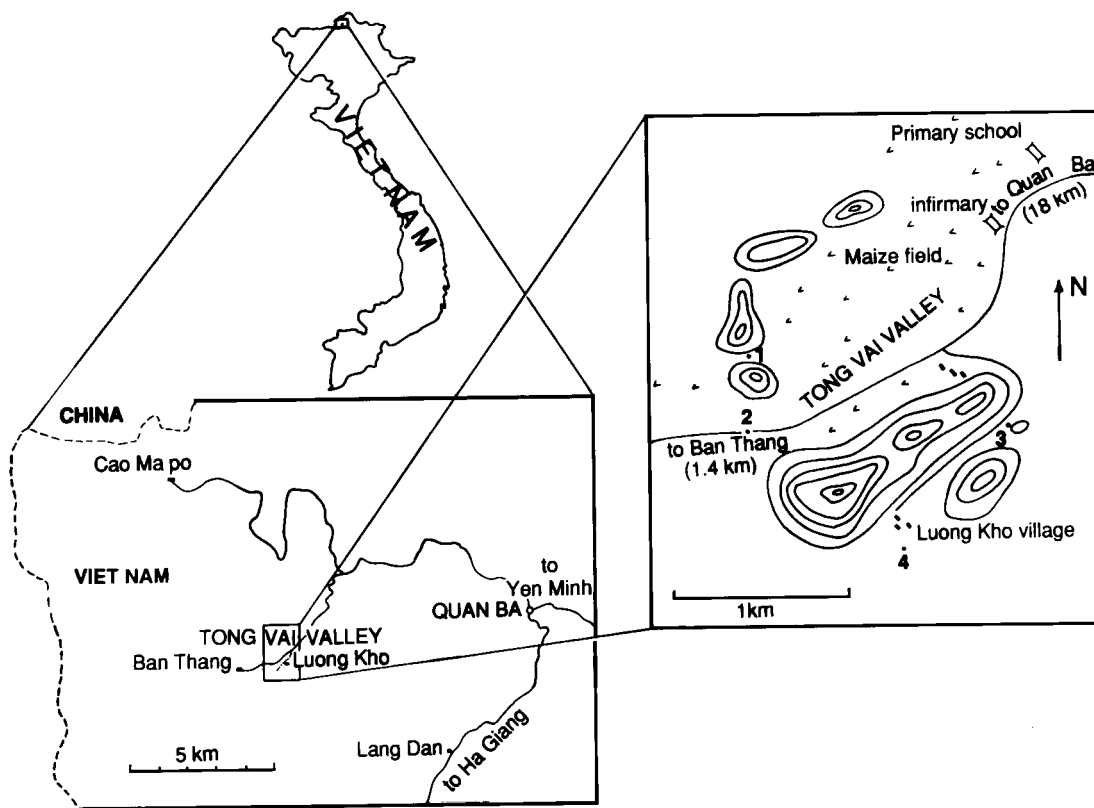 VIETNAM
CHINA
Cao Ma po
VIET NAM
to
Yen Minh
QUAN BA
TONG VAI VALLEY
Ban Thang
Luong Kho
5 km
Lang Dan
to Ha Giang
Primary school
to Quan Ba
(18 km)
infirmary
Maize field
N
TONG VAI VALLEY
1
2
to Ban Thang
(1.4 km)
3
Luong Kho village
4
1km